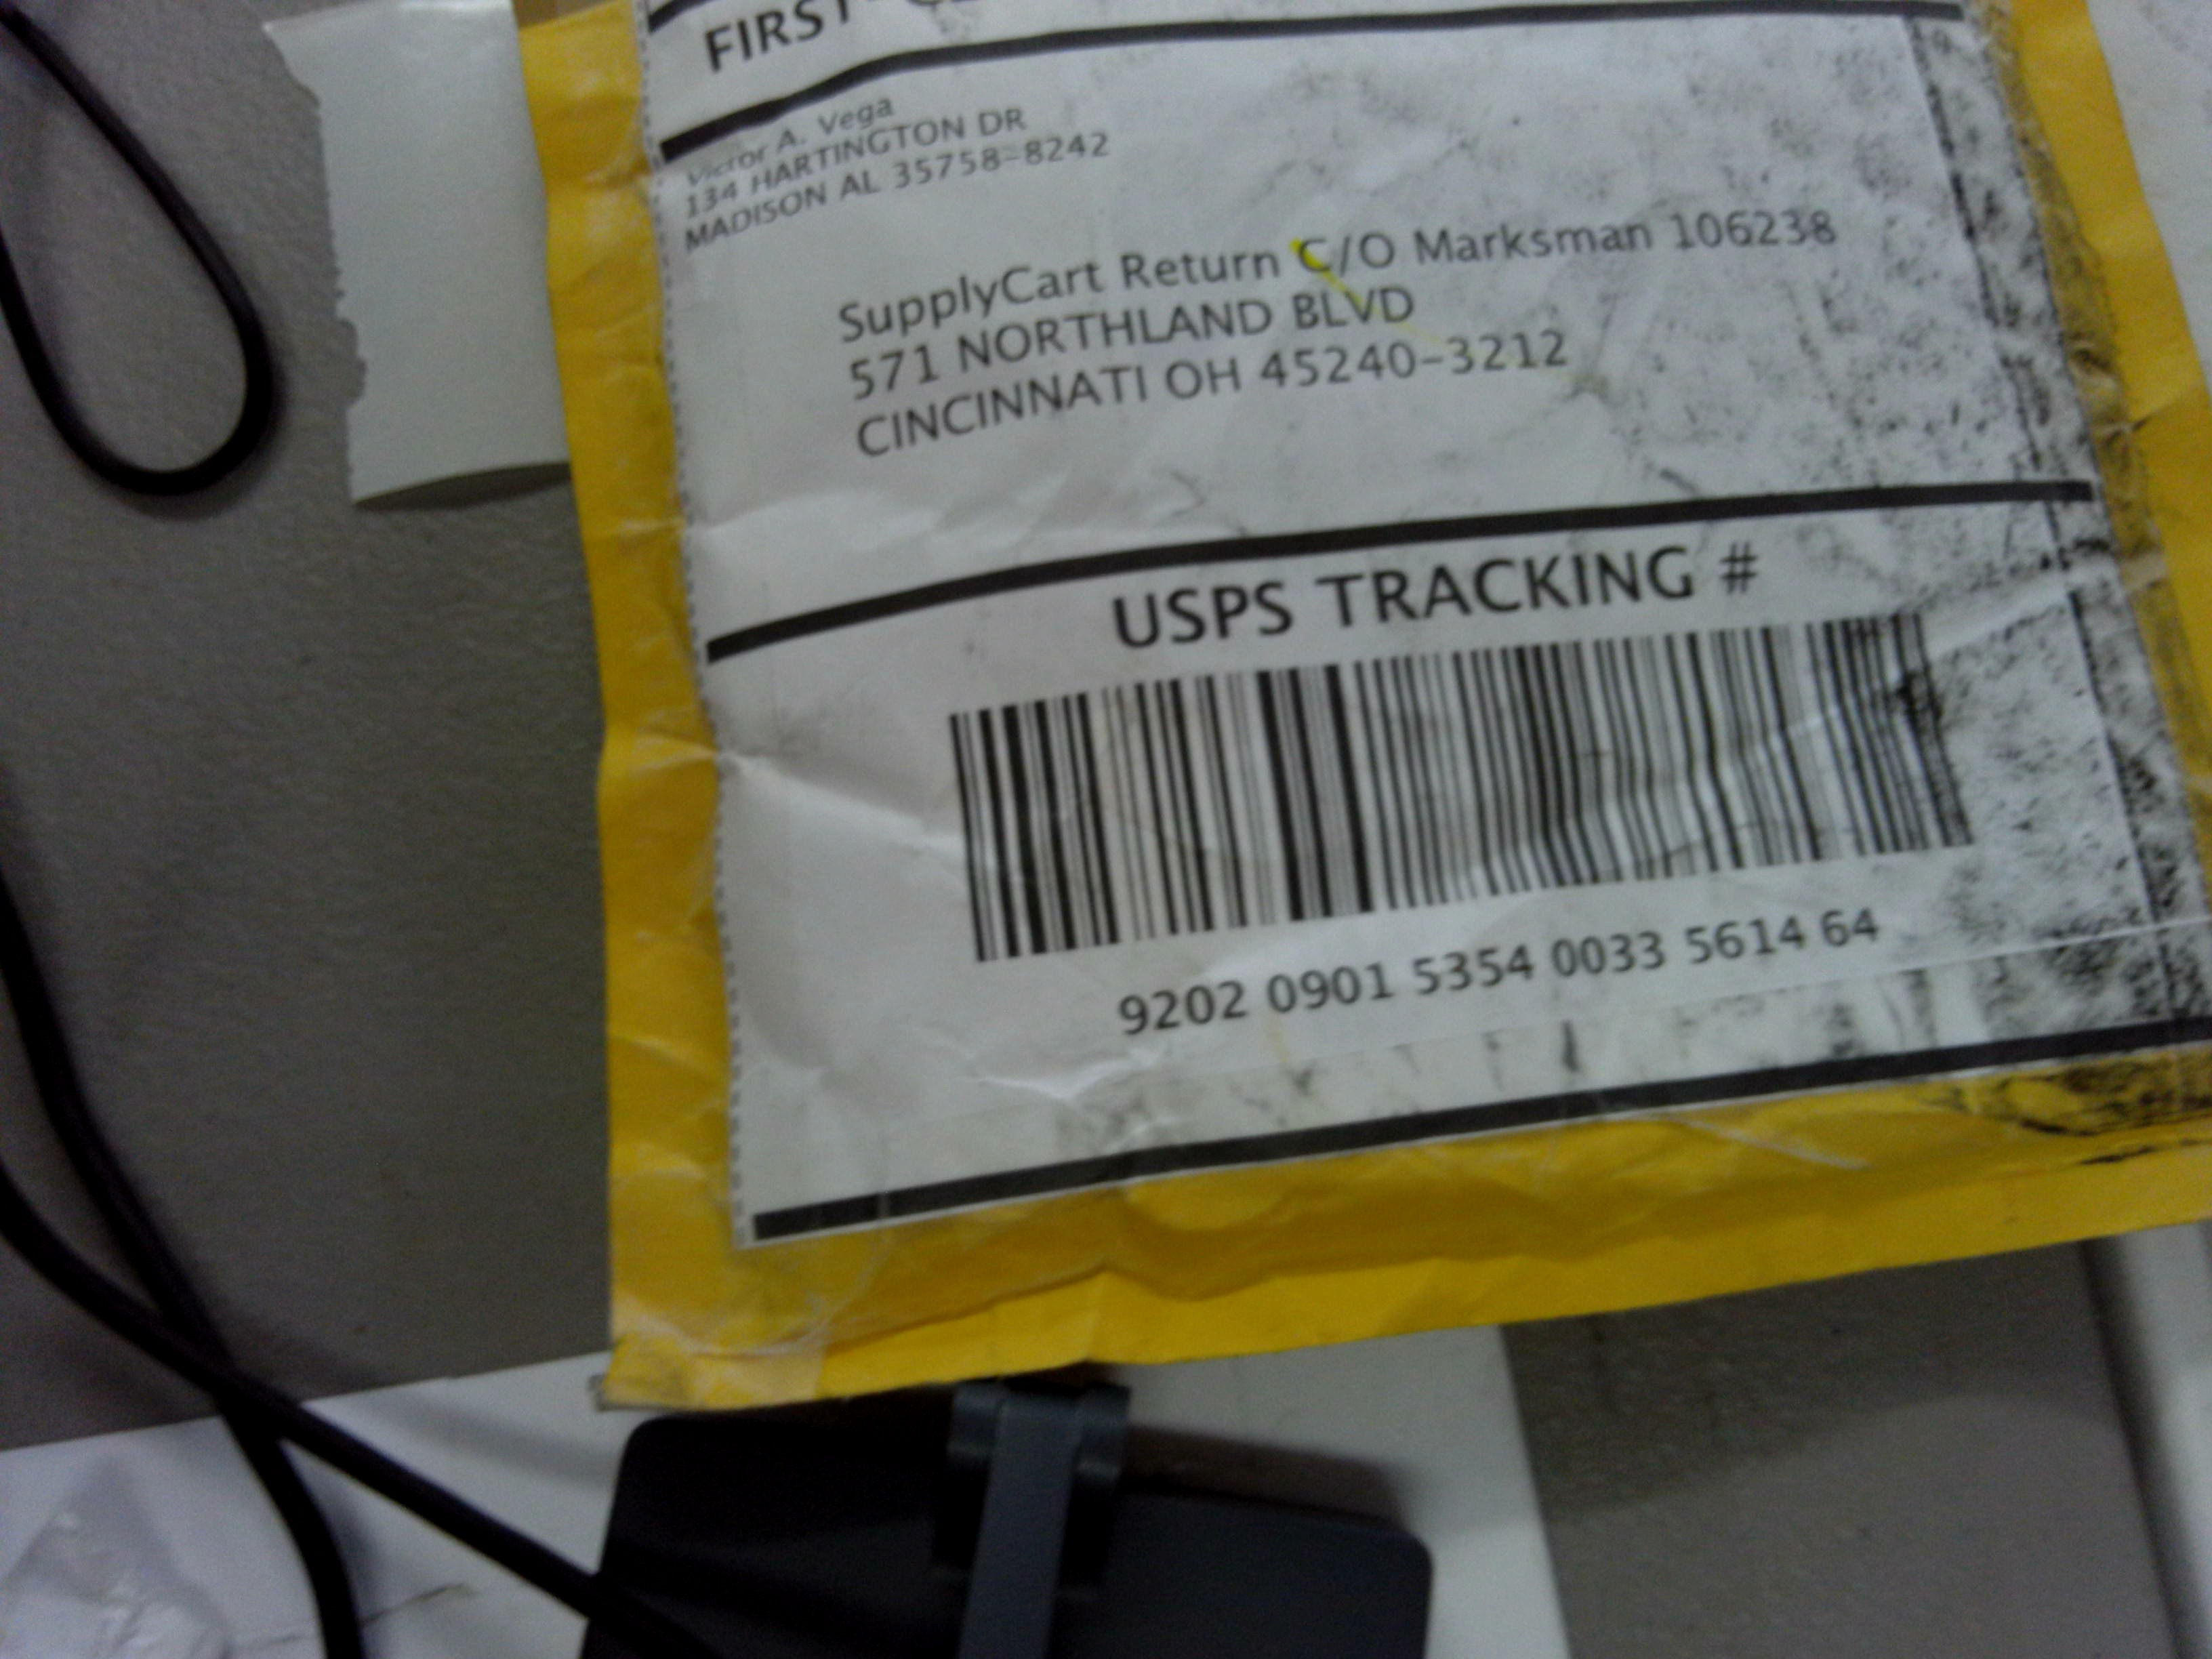 FIRST-
Victor A. Vega
134 HARTINGTON DR
MADISON AL 35758-8242
SupplyCart Return C/O Marksman 106238
571 NORTHLAND BLVD
CINCINNATI OH 45240-3212
USPS TRACKING #
9202 0901 5354 0033 5614 64